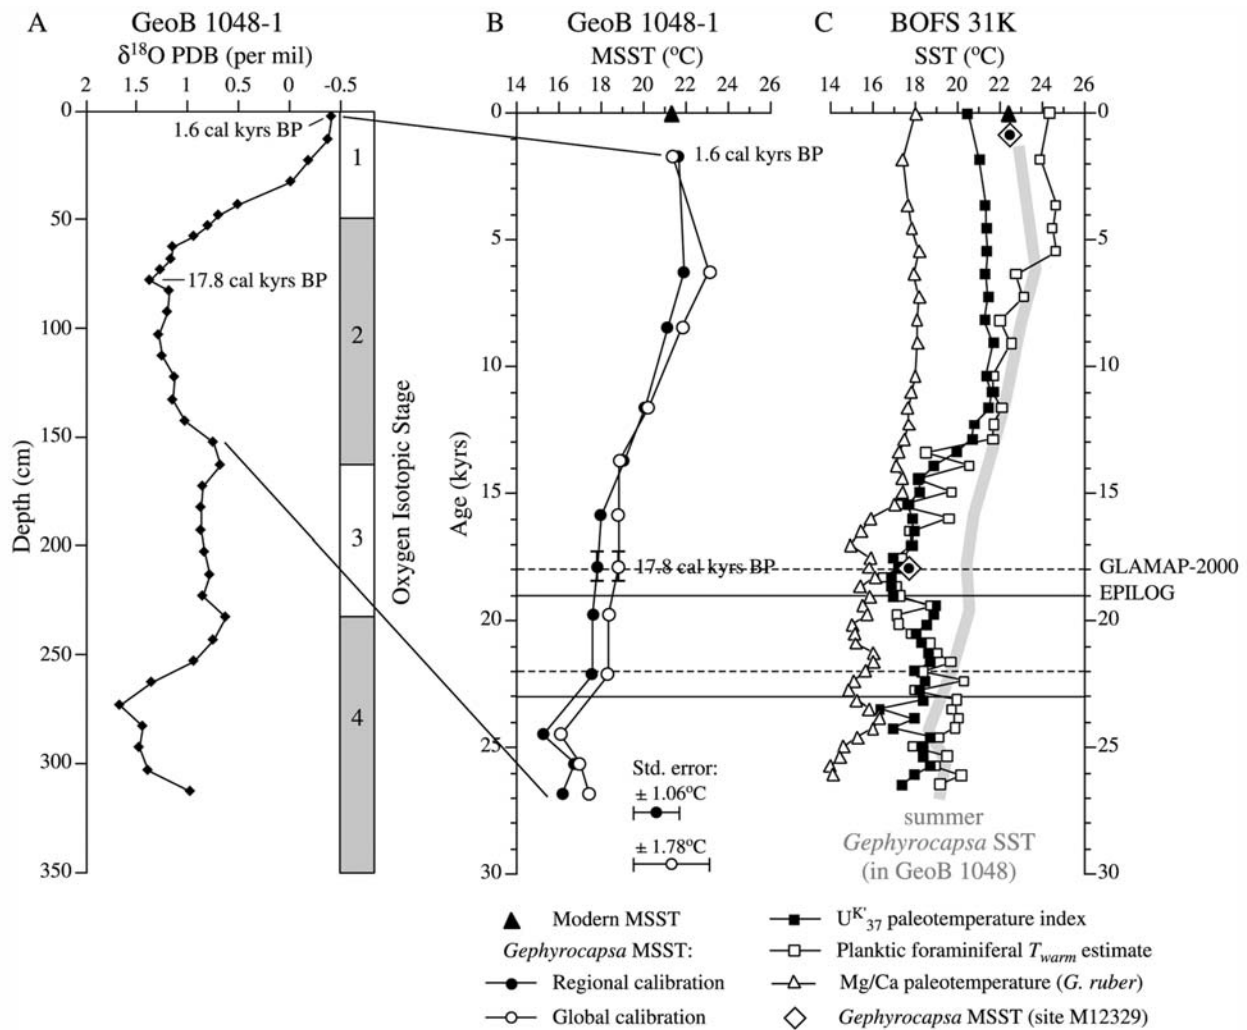 A
GeoB 1048-1
δ¹⁸O PDB (per mil)
2 1.5 1 0.5 0 -0.5
0
50
100
150
200
250
300
350
Depth (cm)
1.6 cal kyrs BP
17.8 cal kyrs BP
1
2
3
4
Oxygen Isotopic Stage
B
GeoB 1048-1
MSST (ºC)
14 16 18 20 22 24 26
0
5
10
15
20
25
30
Age (kyrs)
1.6 cal kyrs BP
17.8 cal kyrs BP
Std. error:
± 1.06ºC
± 1.78ºC
C
BOFS 31K
SST (ºC)
14 16 18 20 22 24 26
0
5
10
15
20
25
30
GLAMAP-2000
EPILOG
summer
Gephyrocapsa SST
(in GeoB 1048)
Modern MSST
Gephyrocapsa MSST:
Regional calibration
Global calibration
Uᴷ'₃₇ paleotemperature index
Planktic foraminiferal T warm estimate
Mg/Ca paleotemperature (G. ruber)
Gephyrocapsa MSST (site M12329)